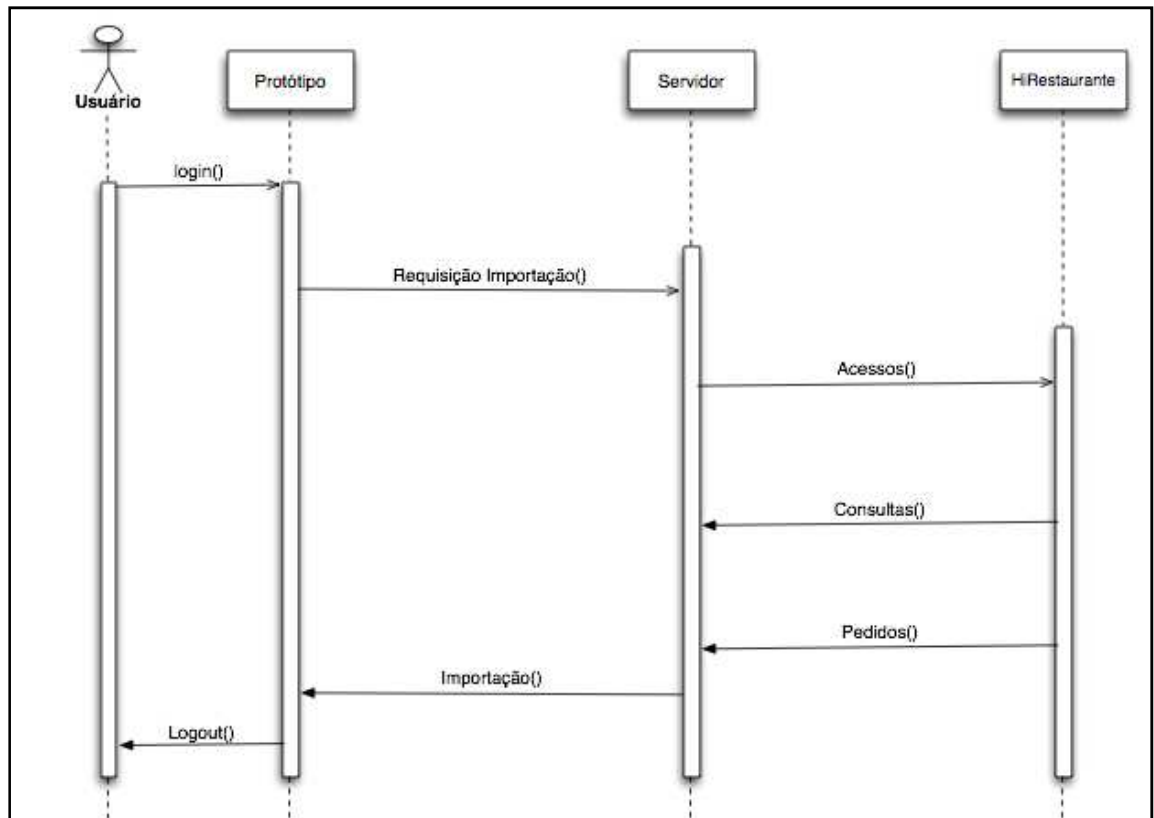 Usuário
Protótipo
Servidor
HiRestaurante
login()
Requisição Importação()
Acessos()
Consultas()
Pedidos()
Importação()
Logout()